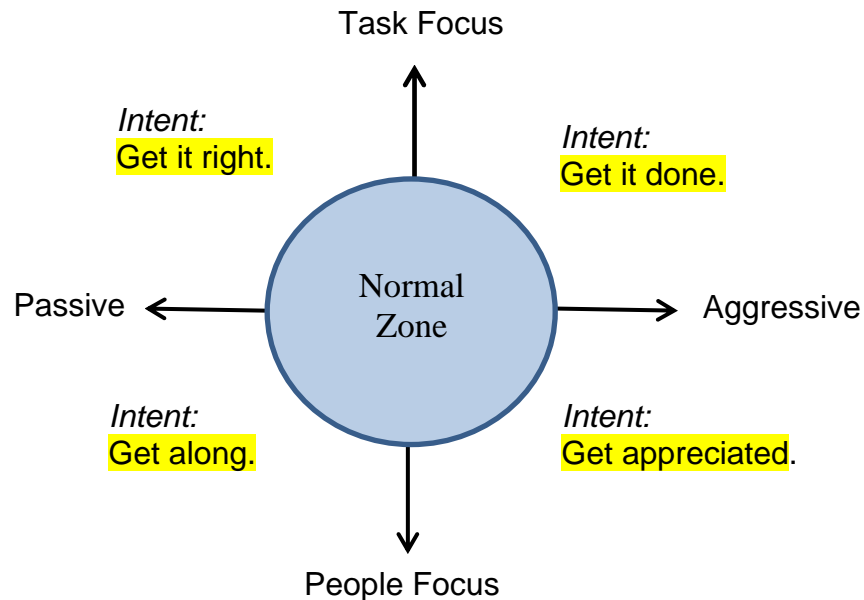 Task Focus
Intent:
Get it right.
Intent:
Get it done.
Passive
Normal
Zone
Aggressive
Intent:
Get along.
Intent:
Get appreciated.
People Focus